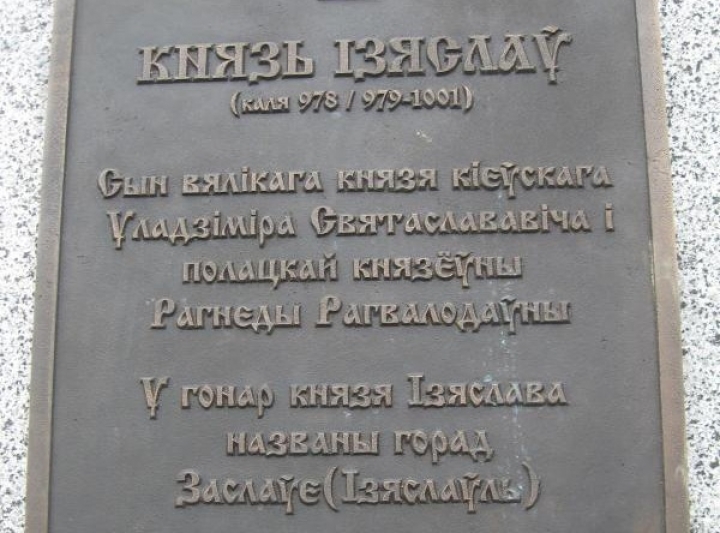 КНЯЗЬ ІЗЯСЛАЎ
(каля 978 / 979-1001)
Сын вялікага князя кіеўскага
Уладзіміра Святаслававіча і
полацкай князёўны
Рагнеды Рагвалодаўны
У гонар князя Ізяслава
названы горад
Заслаўе(Ізяслаўль)